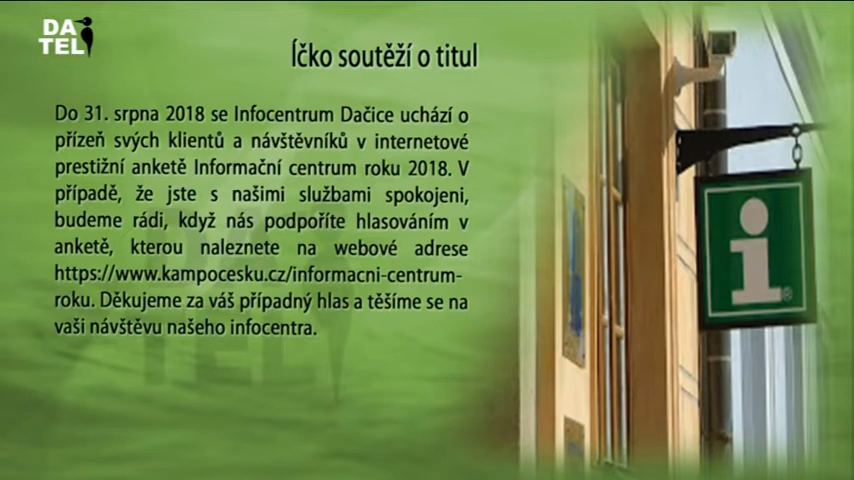 DA
TEL
Íčko soutěží o titul
Do 31. srpna 2018 se Infocentrum Dačice uchází o
přízeň svých klientů a návštěvníků v internetové
prestižní anketě Informační centrum roku 2018. V
případě, že jste s našimi službami spokojeni,
budeme rádi, když nás podpoříte hlasováním v
anketě, kterou naleznete na webové adrese
https://www.kampocesku.cz/informacni-centrum-
roku. Děkujeme za váš případný hlas a těšíme se na
vaši návštěvu našeho infocentra.
TEL
i®